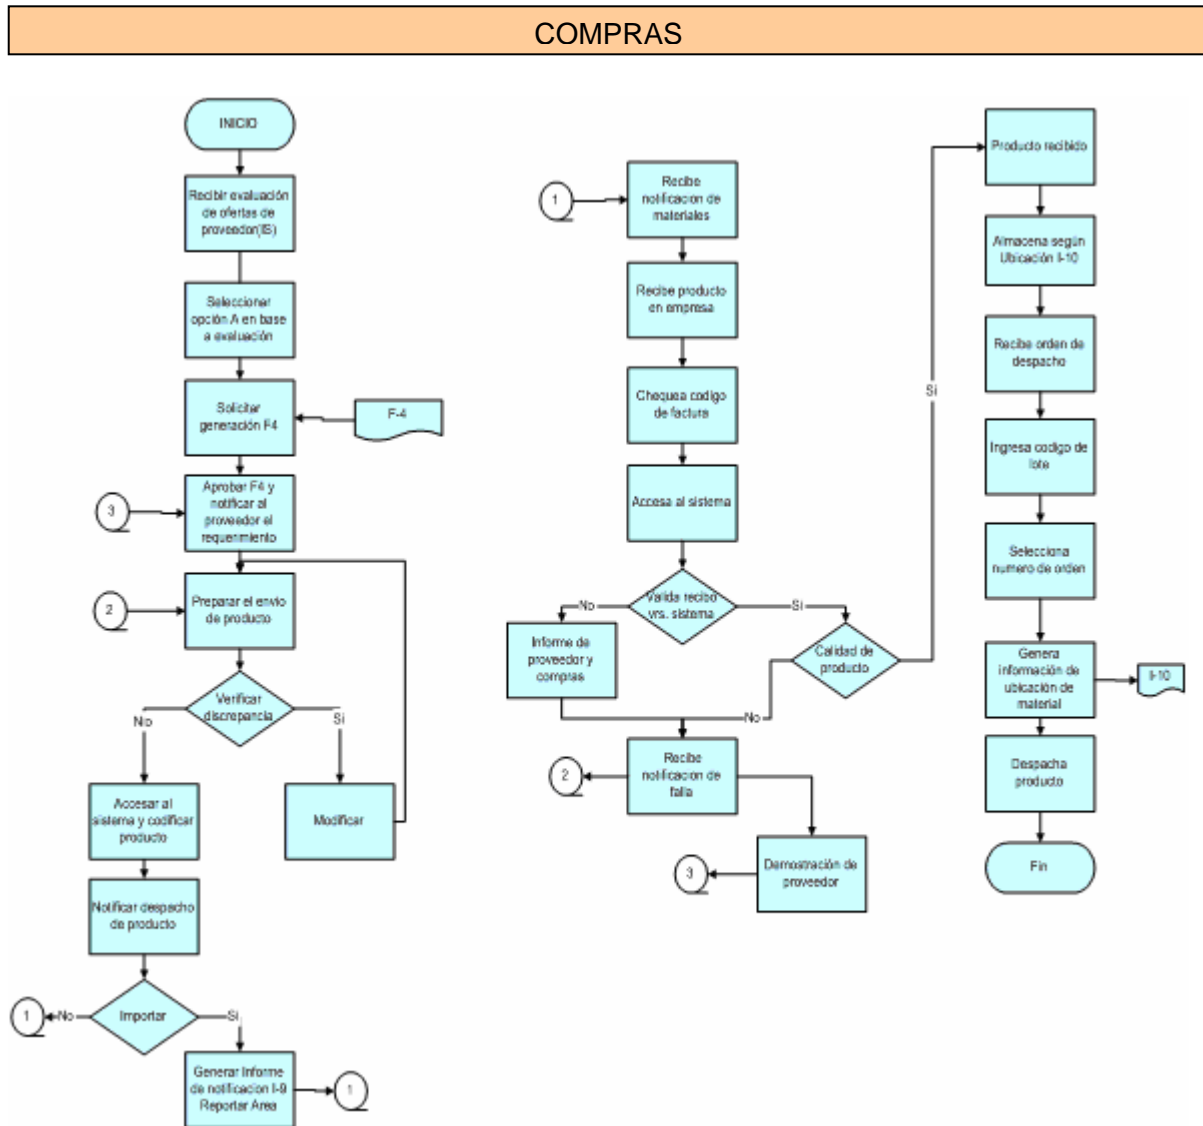 COMPRAS
INICIO
Recibir evaluación
de ofertas de
proveedor(IS)
Seleccionar
opción A en base
a evaluación
Solicitar
generación F4
F-4
3
Aprobar F4 y
notificar al
proveedor el
requerimiento
2
Preparar el envio
de producto
Verificar
discrepancia
No
Si
Accesar al
sistema y codificar
producto
Modificar
Notificar despacho
de producto
1
No
Importar
Si
Generar Informe
de notificacion I-9
Reportar Area
1
1
Recibe
notificacion de
materiales
Recibe producto
en empresa
Chequea codigo
de factura
Accesa al sistema
Valida recibo
vrs. sistema
No
Si
Informe de
proveedor y
compras
Calidad de
producto
No
Si
Recibe
notificacion de
falla
2
Demostración de
proveedor
3
Producto recibido
Almacena según
Ubicación I-10
Recibe orden de
despacho
Ingresa codigo de
lote
Selecciona
numero de orden
Genera
información de
ubicación de
material
I-10
Despacha
producto
Fin